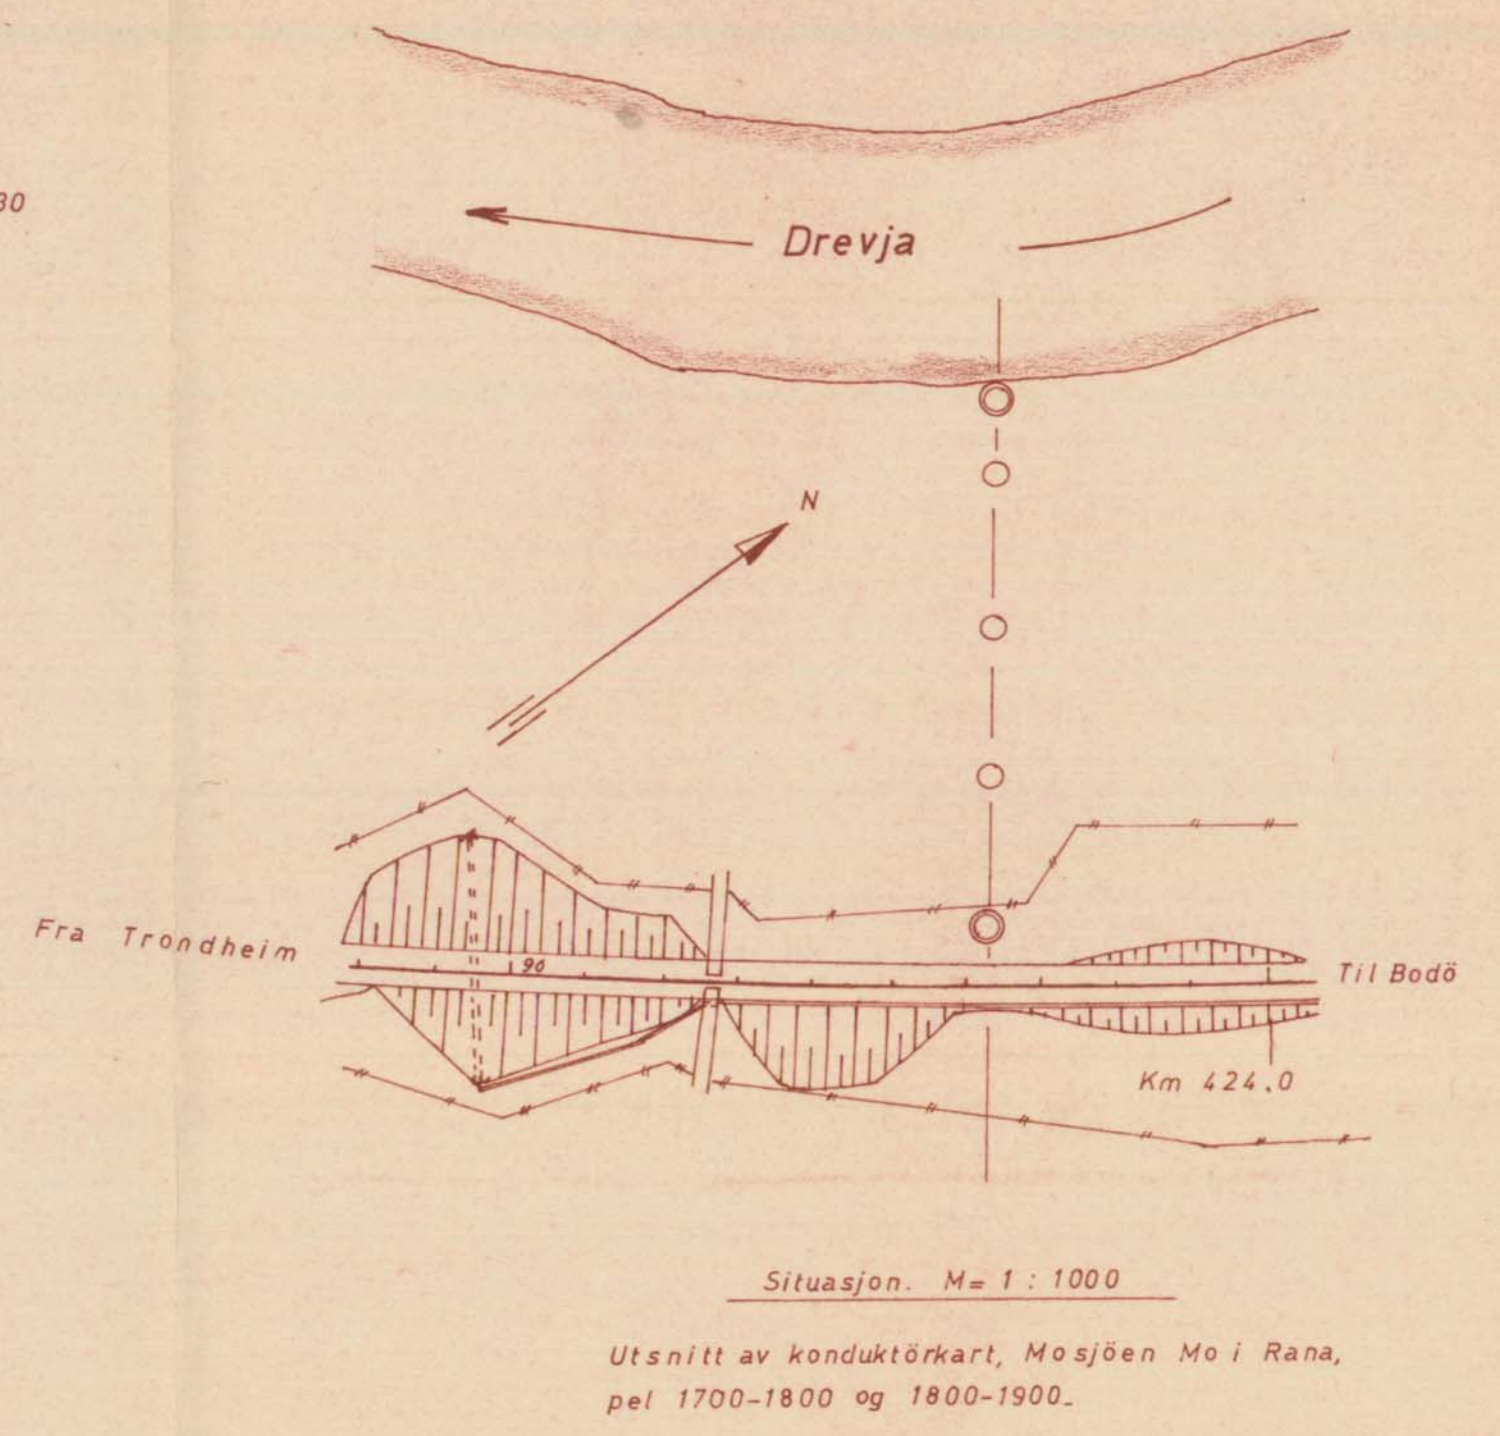 30
Drevja
N
Fra Trondheim
90
Til Bodö
Km 424.0
Situasjon. M= 1 : 1000
Utsnitt av konduktörkart, Mosjöen Mo i Rana,
pel 1700-1800 og 1800-1900.